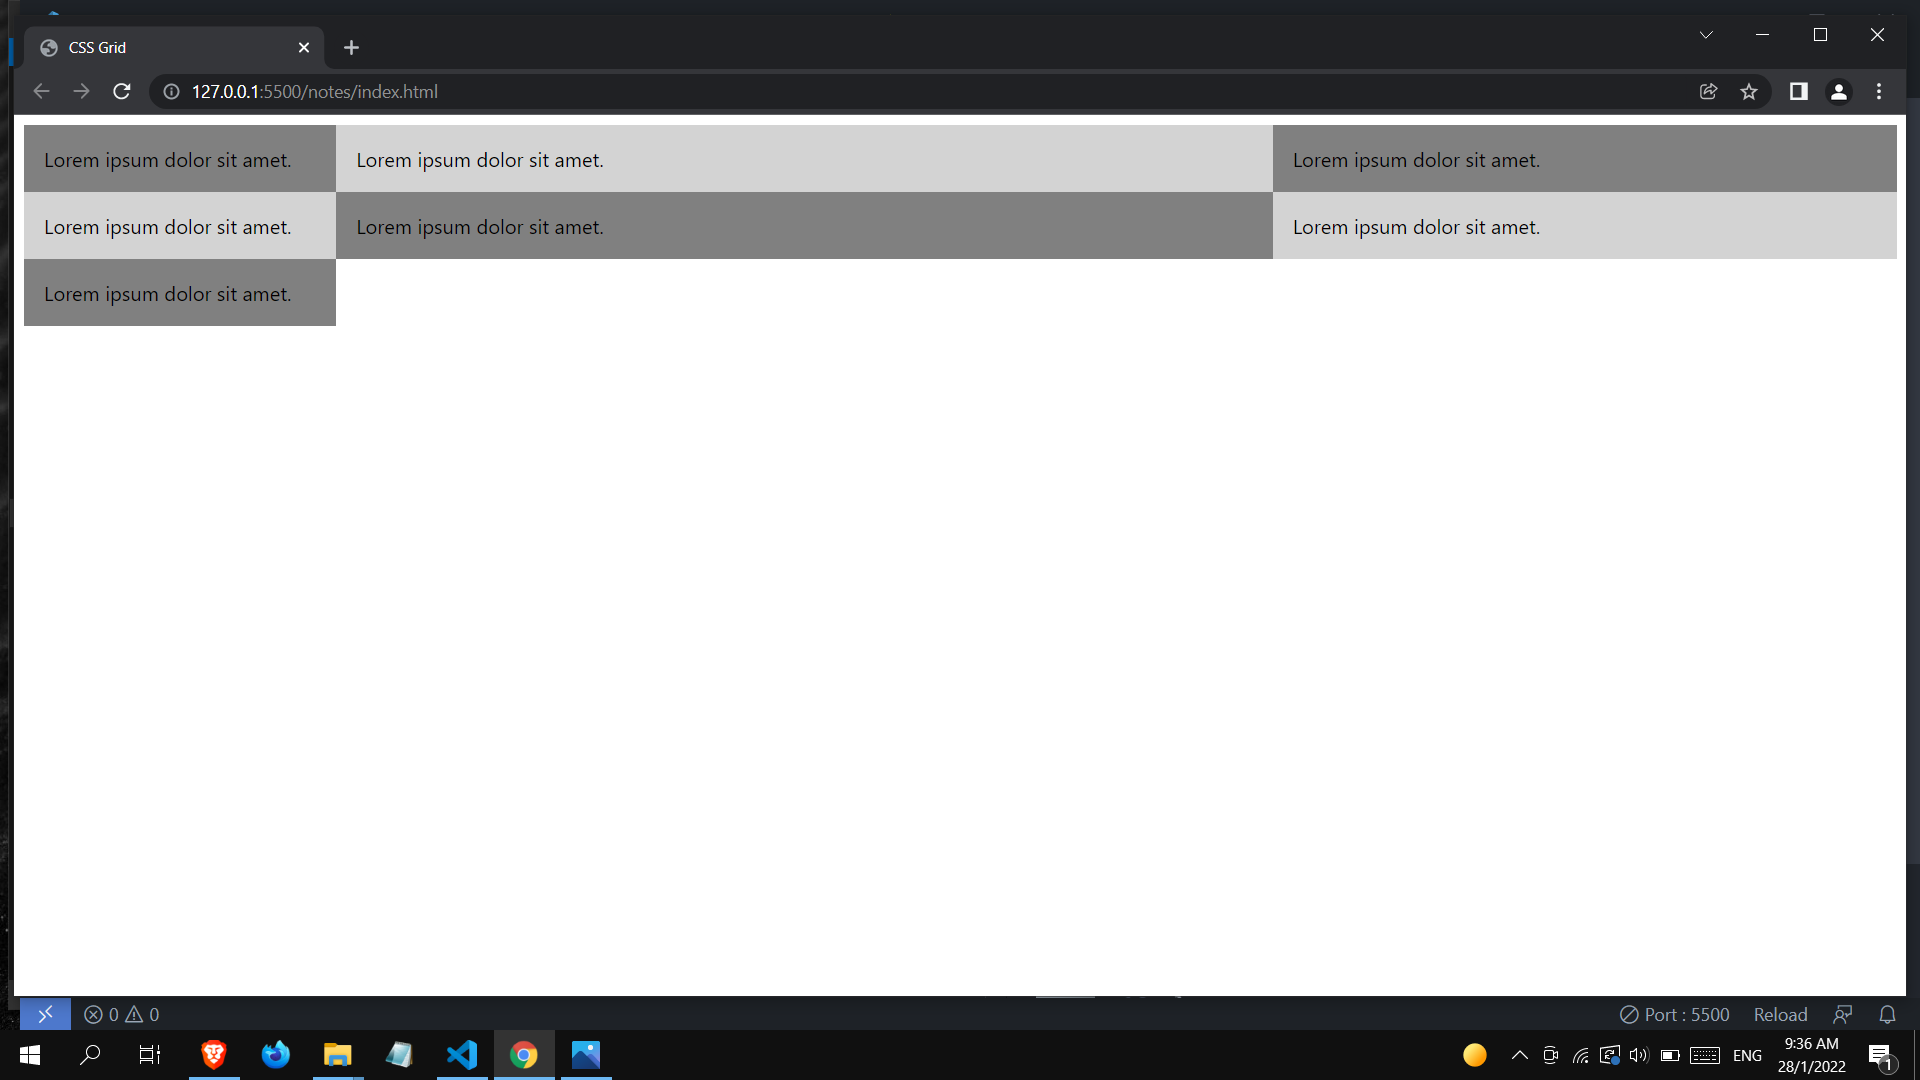 CSS Grid
127.0.0.1:5500/notes/index.html
Lorem ipsum dolor sit amet. Lorem ipsum dolor sit amet. Lorem ipsum dolor sit amet.
Lorem ipsum dolor sit amet. Lorem ipsum dolor sit amet. Lorem ipsum dolor sit amet.
Lorem ipsum dolor sit amet.
0 0 Port : 5500 Reload
ENG 9:36 AM
28/1/2022 1